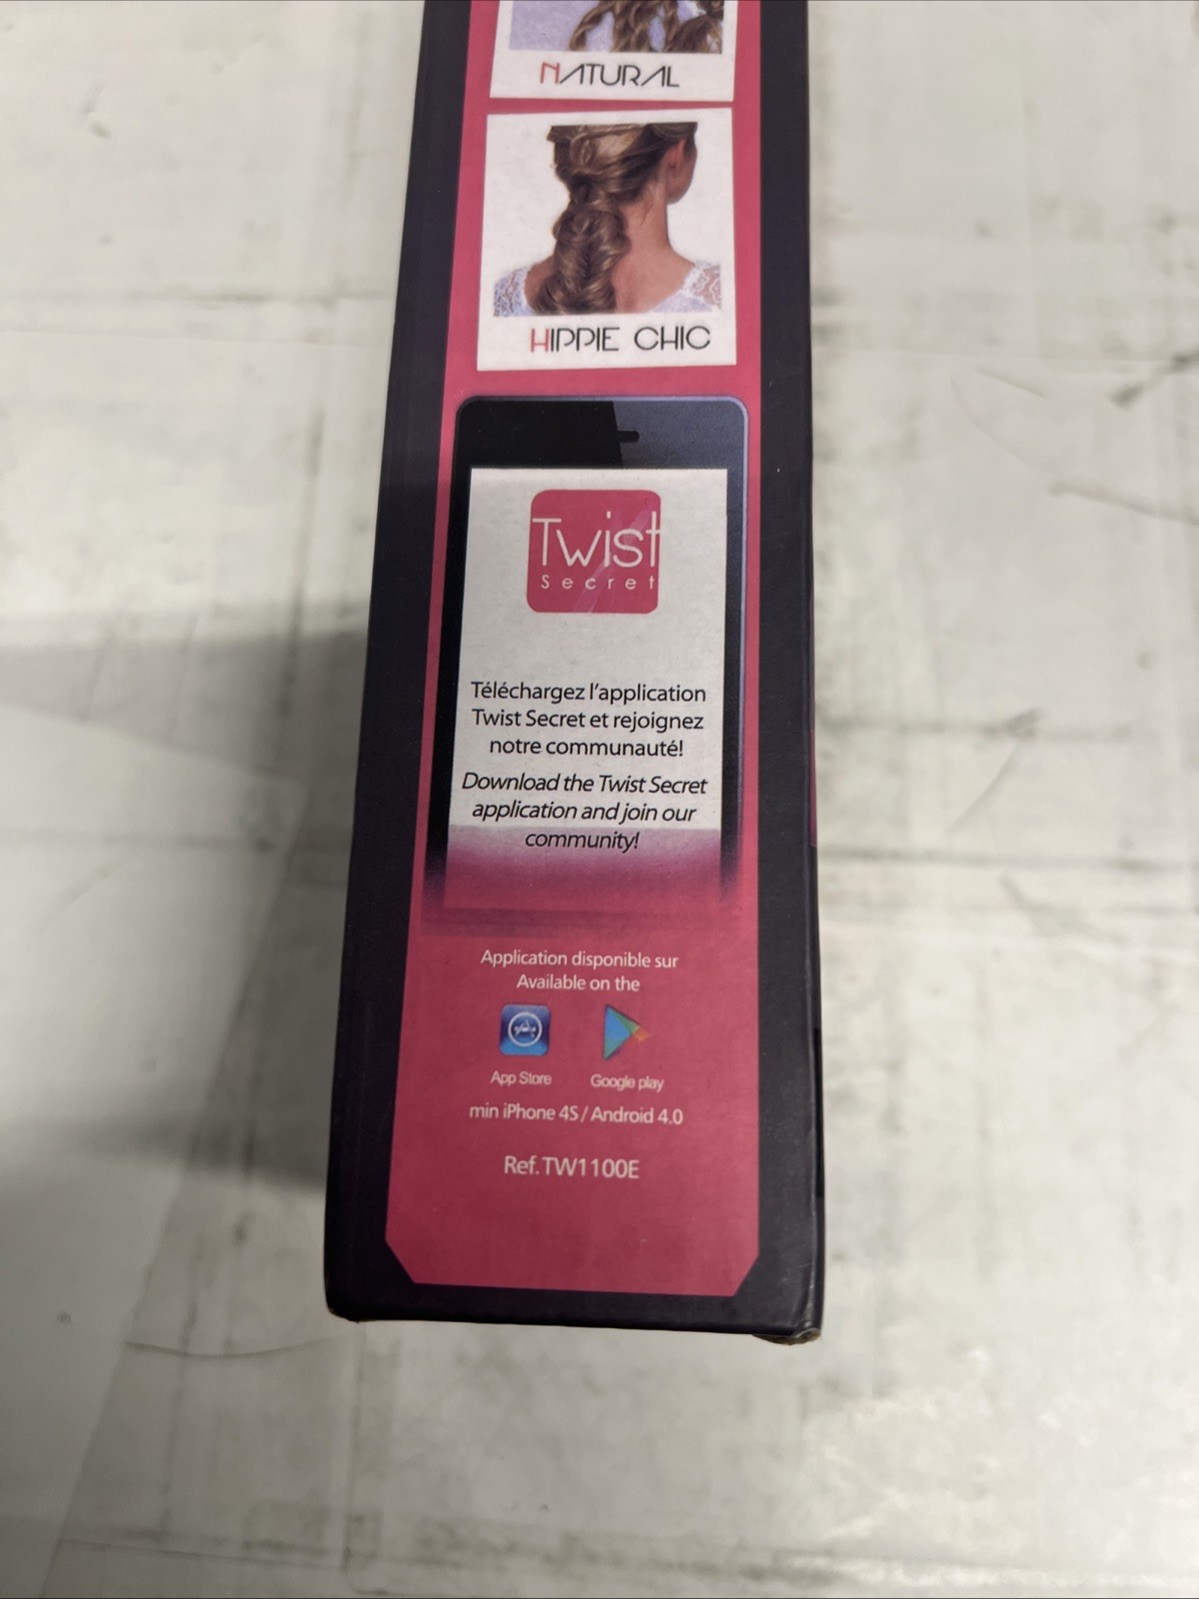 NATURAL
HIPPIE CHIC
Twist
Secret
Téléchargez l'application
Twist Secret et rejoignez
notre communauté!
Download the Twist Secret
application and join our
community!
Application disponible sur
Available on the
App Store Google play
min iPhone 4S / Android 4.0
Ref. TW1100E